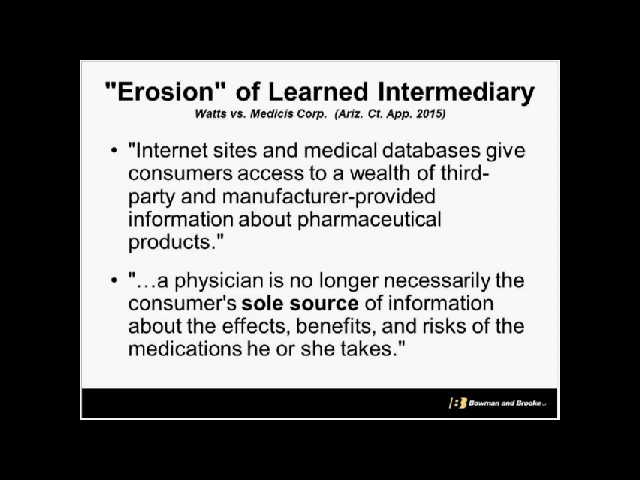 "Erosion" of Learned Intermediary
Watts vs. Medicis Corp. (Ariz. Ct. App. 2015)
• "Internet sites and medical databases give
consumers access to a wealth of third-
party and manufacturer-provided
information about pharmaceutical
products."
• "…a physician is no longer necessarily the
consumer's sole source of information
about the effects, benefits, and risks of the
medications he or she takes."
Bowman and Brooke